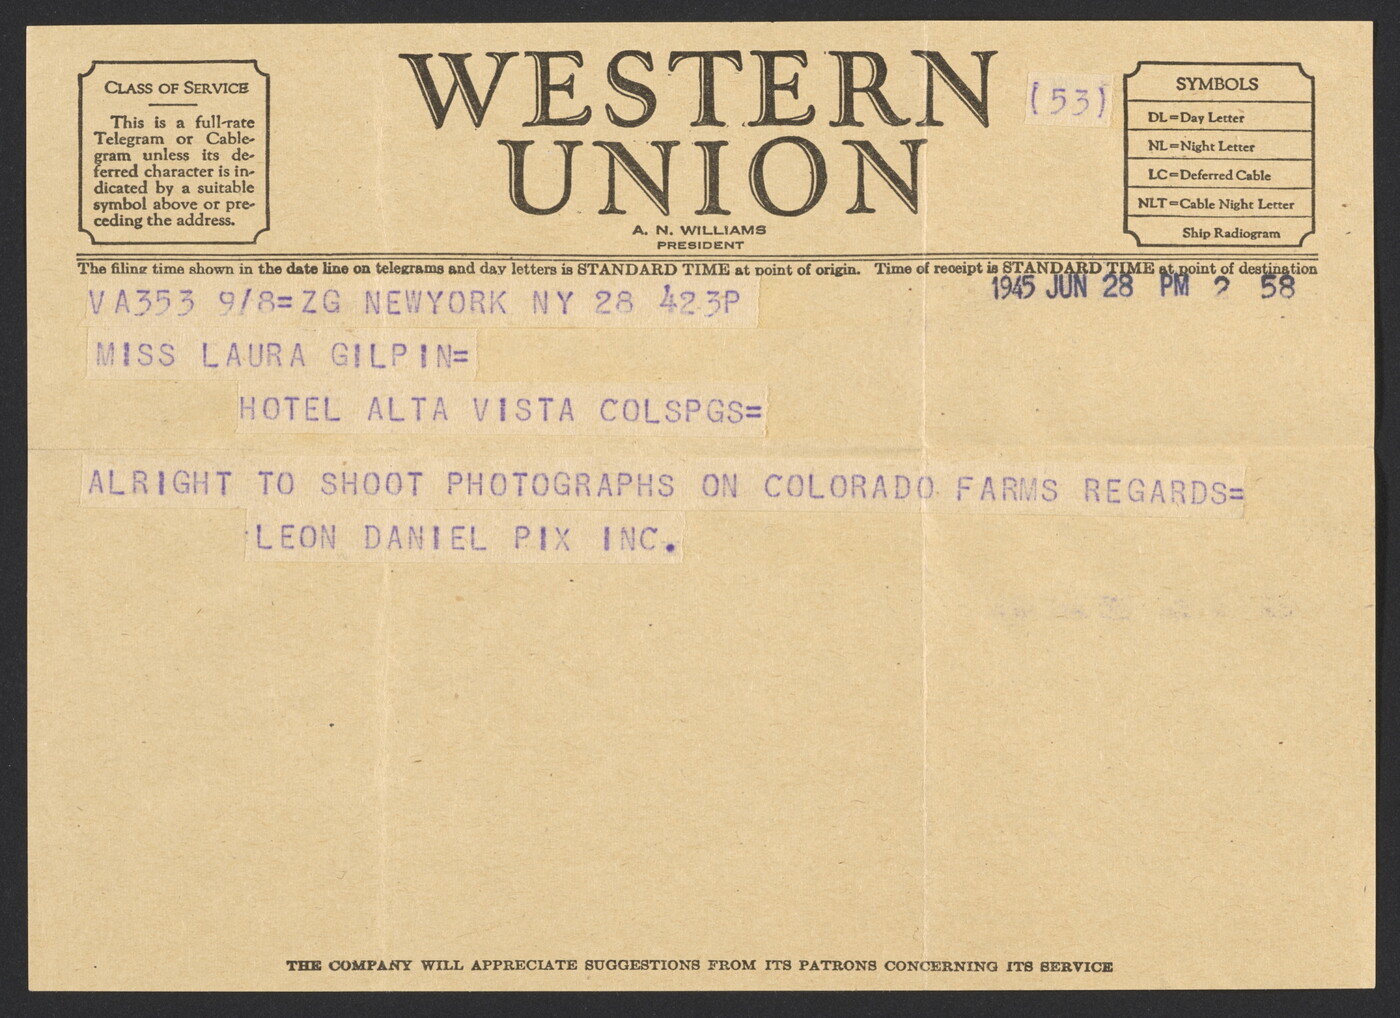 CLASS OF SERVICE
This is a full-rate
Telegram or Cable-
gram unless its de-
ferred character is in-
dicated by a suitable
symbol above or pre-
ceding the address.
WESTERN
UNION
A. N. WILLIAMS
PRESIDENT
(53)
SYMBOLS
DL=Day Letter
NL=Night Letter
LC=Deferred Cable
NLT=Cable Night Letter
Ship Radiogram
The filing time shown in the date line on telegrams and day letters is STANDARD TIME at point of origin. Time of receipt is STANDARD TIME at point of destination
1945 JUN 28 PM 2 58
VA353 9/8=ZG NEWYORK NY 28 423P
MISS LAURA GILPIN=
HOTEL ALTA VISTA COLSPGS=
ALRIGHT TO SHOOT PHOTOGRAPHS ON COLORADO FARMS REGARDS=
LEON DANIEL PIX INC.
THE COMPANY WILL APPRECIATE SUGGESTIONS FROM ITS PATRONS CONCERNING ITS SERVICE